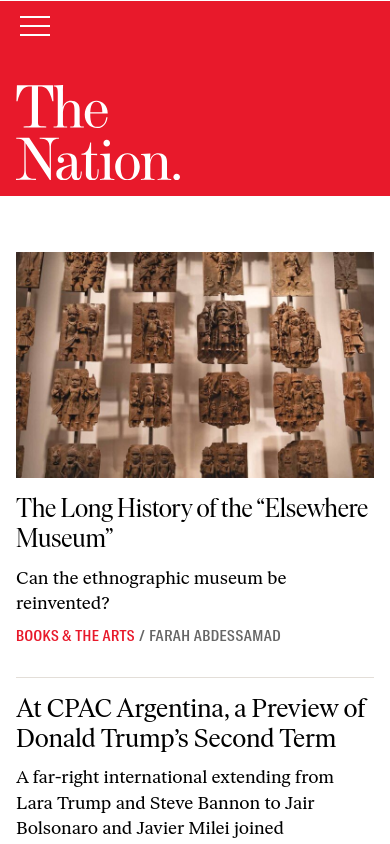 The
Nation.
The Long History of the “Elsewhere
Museum”
Can the ethnographic museum be
reinvented?
BOOKS & THE ARTS / FARAH ABDESSAMAD
At CPAC Argentina, a Preview of
Donald Trump’s Second Term
A far-right international extending from
Lara Trump and Steve Bannon to Jair
Bolsonaro and Javier Milei joined